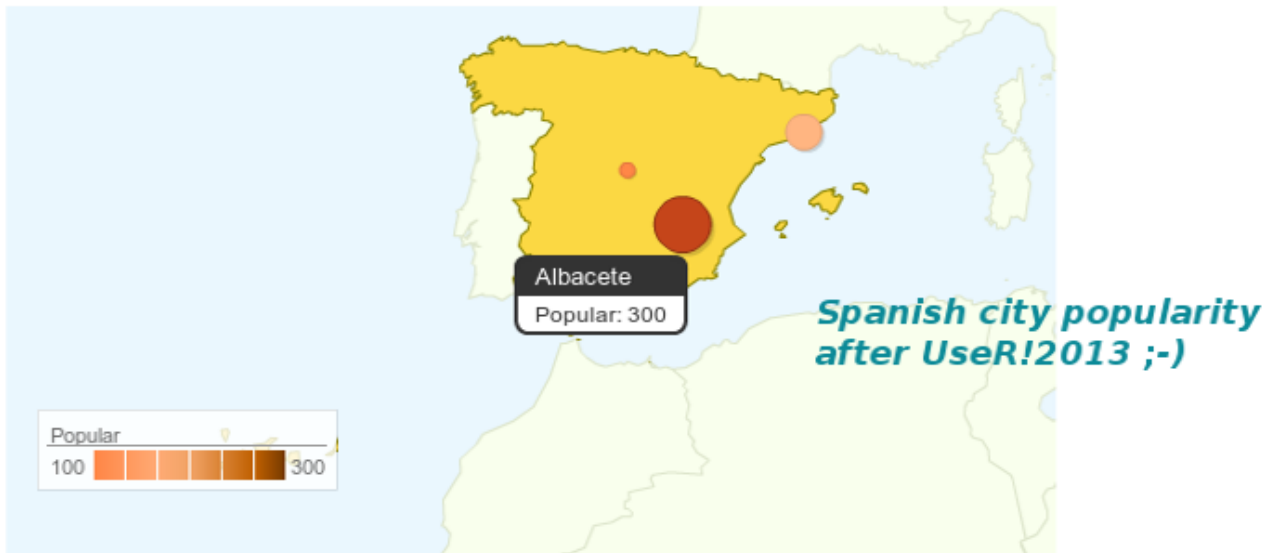 Albacete
Popular: 300
Spanish city popularity
after UseR!2013 ;-)
Popular
100 300